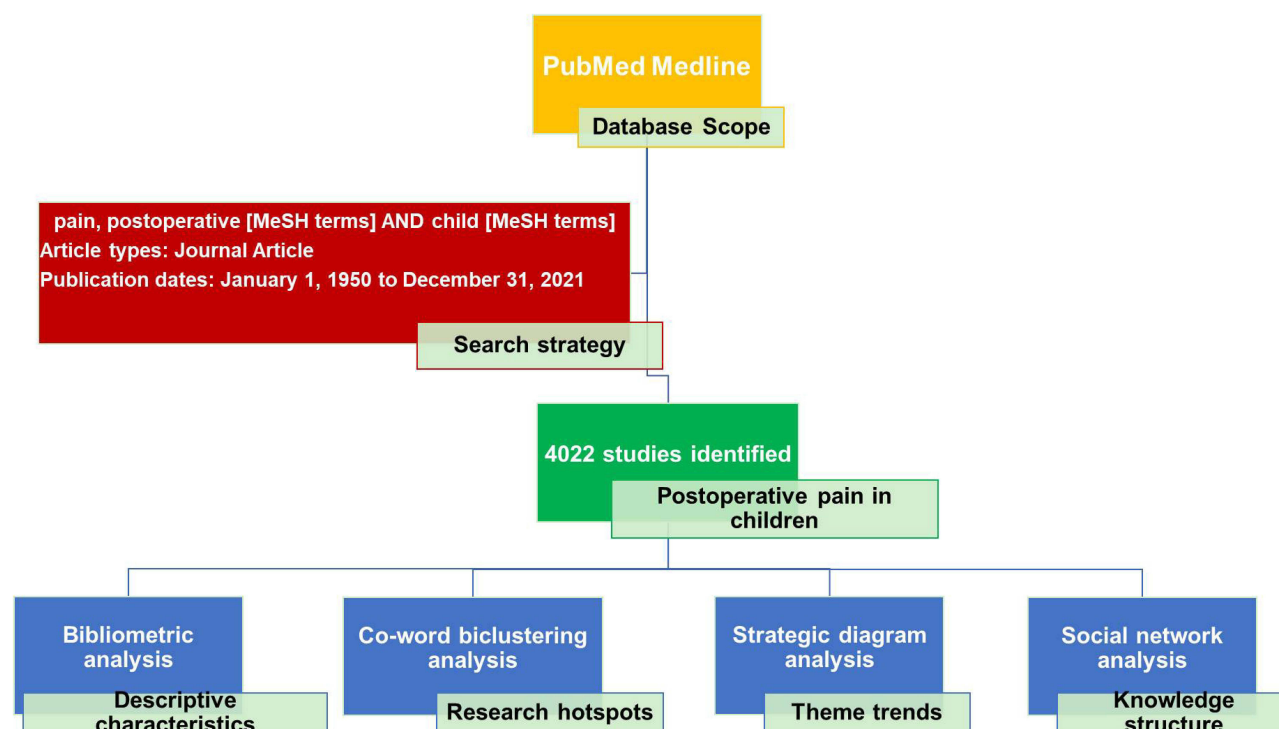 PubMed Medline
Database Scope
pain, postoperative [MeSH terms] AND child [MeSH terms]
Article types: Journal Article
Publication dates: January 1, 1950 to December 31, 2021
Search strategy
4022 studies identified
Postoperative pain in
children
Bibliometric
analysis
Descriptive
characteristics
Co-word biclustering
analysis
Research hotspots
Strategic diagram
analysis
Theme trends
Social network
analysis
Knowledge
structure